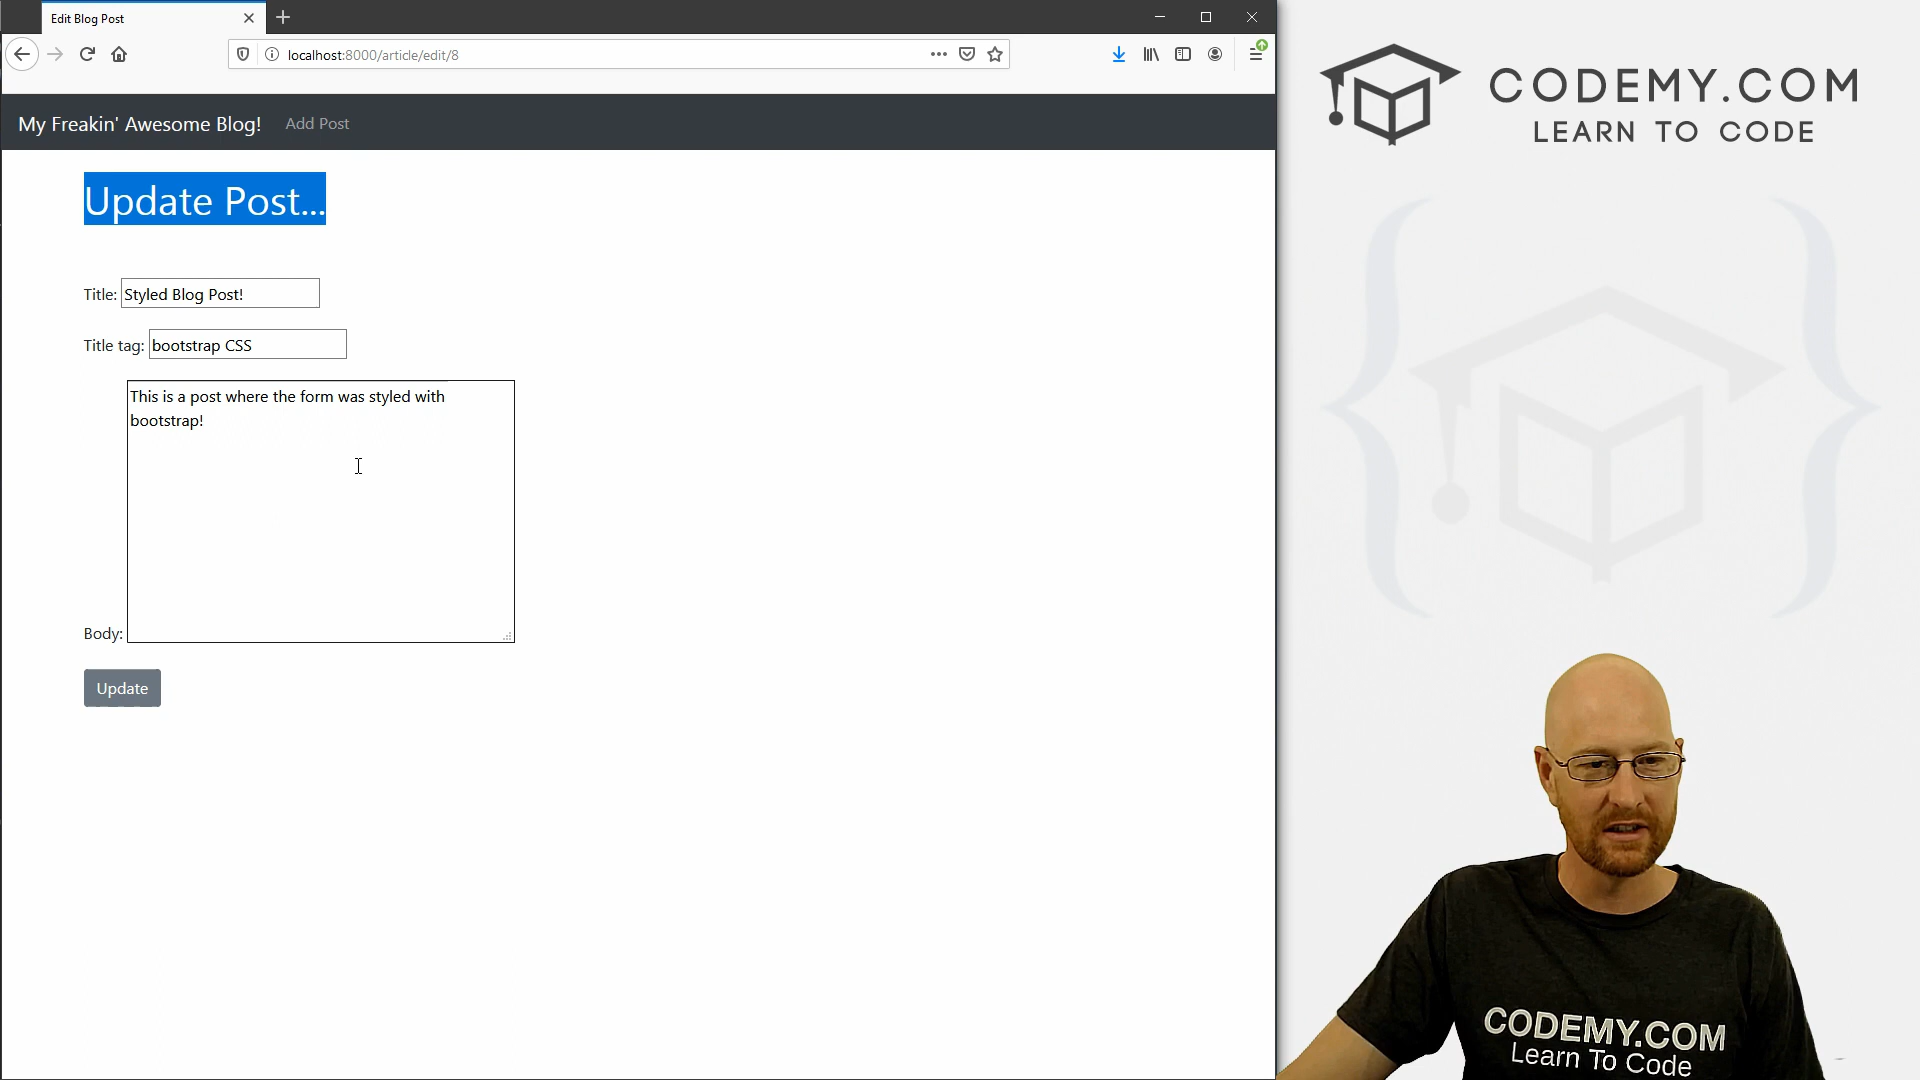 Edit Blog Post
localhost:8000/article/edit/8
My Freakin' Awesome Blog! Add Post
Update Post...
Title: Styled Blog Post!
Title tag: bootstrap CSS
This is a post where the form was styled with
bootstrap!
Body:
Update
CODEMY.COM
LEARN TO CODE
CODEMY.COM
Learn To Code